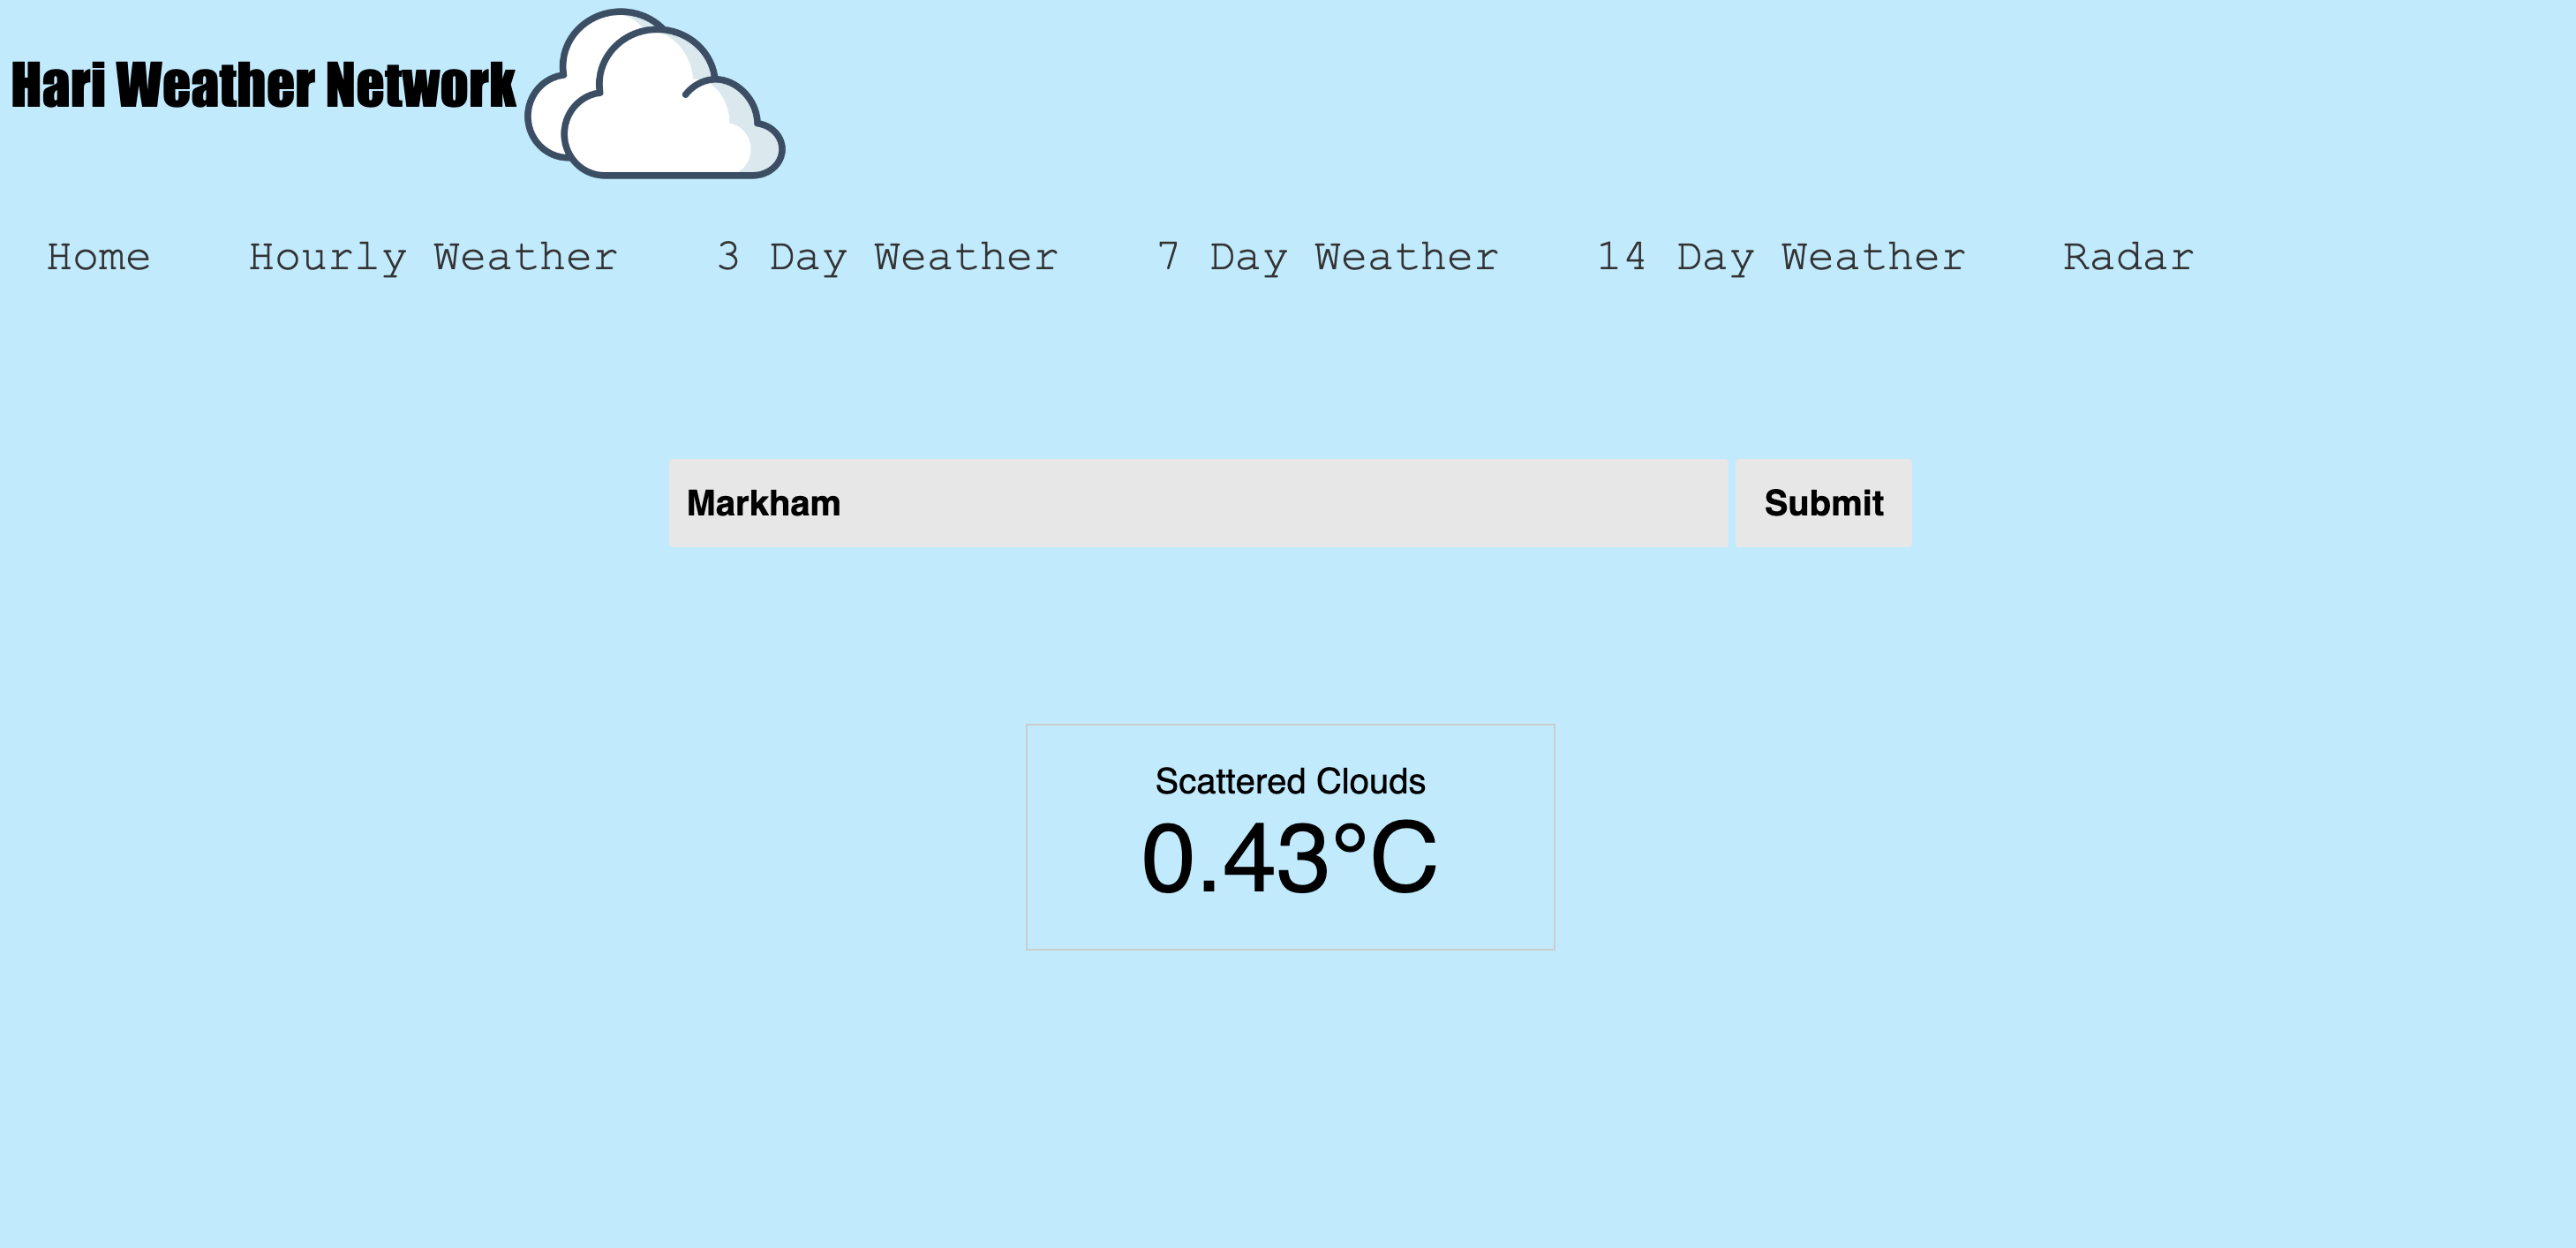 Hari Weather Network
Home Hourly Weather 3 Day Weather 7 Day Weather 14 Day Weather Radar
Markham Submit
Scattered Clouds
0.43°C